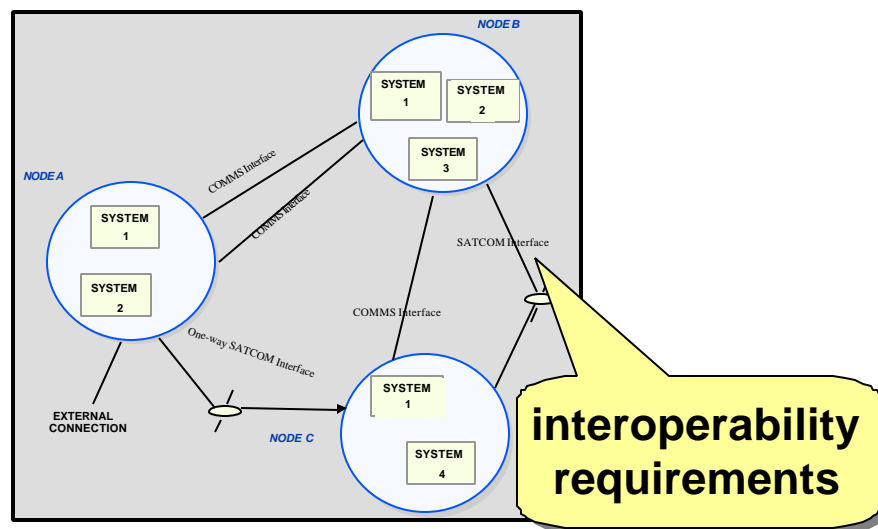 NODE B
SYSTEM
1
SYSTEM
2
SYSTEM
3
NODE A
COMMS Interface
COMMS Interface
SYSTEM
1
SYSTEM
2
SATCOM Interface
COMMS Interface
One-way SATCOM Interface
EXTERNAL
CONNECTION
NODE C
SYSTEM
1
SYSTEM
4
interoperability
requirements